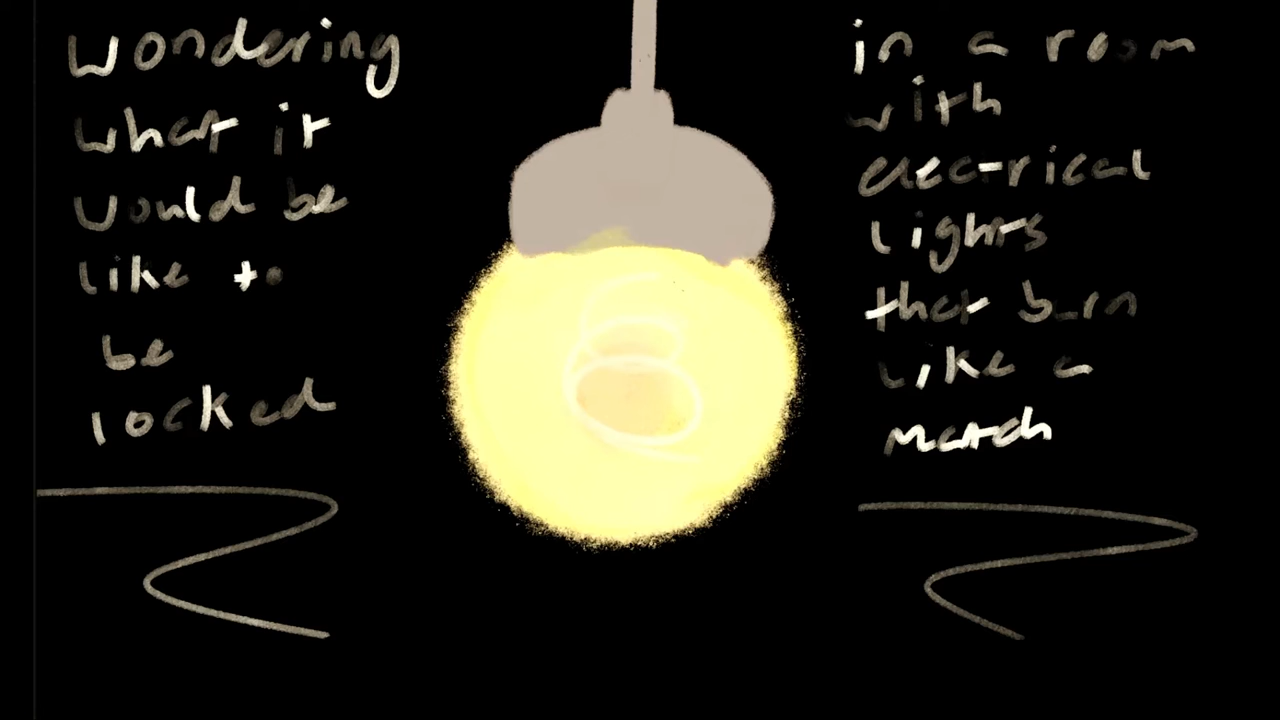 wondering
what it
would be
like to
be
locked
in a room
with
electrical
lights
that burn
like a
match